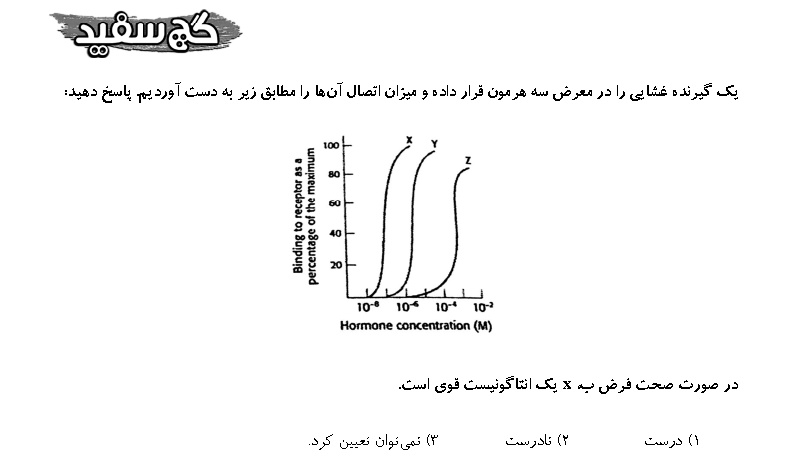 گچ سفید
یک گیرنده غشایی را در معرض سه هرمون قرار داده و میزان اتصال آن‌ها را مطابق زیر به دست آوردیم. پاسخ دهید:
X Y Z
Binding to receptor as a
percentage of the maximum
100
80
60
40
20
10⁻⁸ 10⁻⁶ 10⁻⁴ 10⁻²
Hormone concentration (M)
در صورت صحت فرض ب، x یک انتاگونیست قوی است.
۱) درست ۲) نادرست ۳) نمی‌توان تعیین کرد.